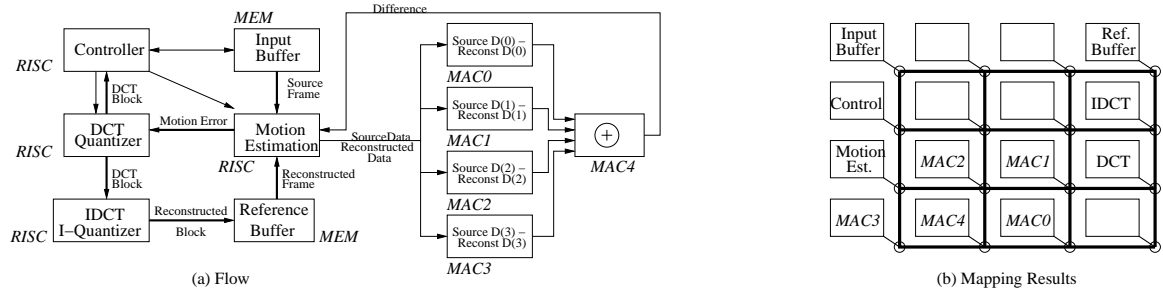 MEM
Difference
Controller
RISC
Input
Buffer
DCT
Block
Source
Frame
Source D(0) –
Reconst D(0)
MAC0
Source D(1) –
Reconst D(1)
MAC1
DCT
Quantizer
RISC
Motion Error
Motion
Estimation
RISC
SourceData
Reconstructed
Data
+
MAC4
Source D(2) –
Reconst D(2)
MAC2
DCT
Block
Reconstructed
Frame
IDCT
I–Quantizer
RISC
Reconstructed
Block
Reference
Buffer
MEM
Source D(3) –
Reconst D(3)
MAC3
(a) Flow
Input
Buffer
Ref.
Buffer
Control
IDCT
Motion
Est.
MAC2
MAC1
DCT
MAC3
MAC4
MAC0
(b) Mapping Results